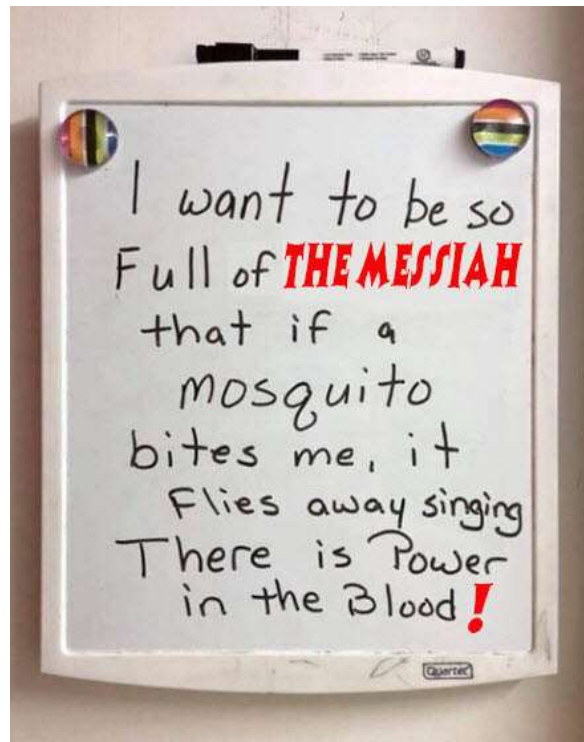 I want to be so
Full of THE MESSIAH
that if a
mosquito
bites me, it
Flies away singing
There is Power
in the Blood!
Quartet